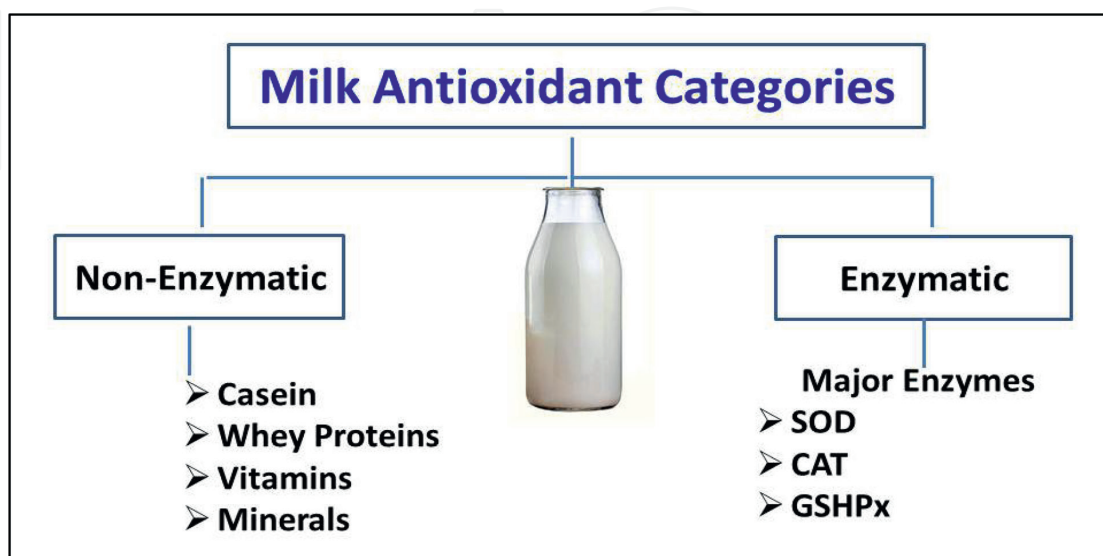 Milk Antioxidant Categories
Non-Enzymatic
➢ Casein
➢ Whey Proteins
➢ Vitamins
➢ Minerals
Enzymatic
Major Enzymes
➢ SOD
➢ CAT
➢ GSHPx